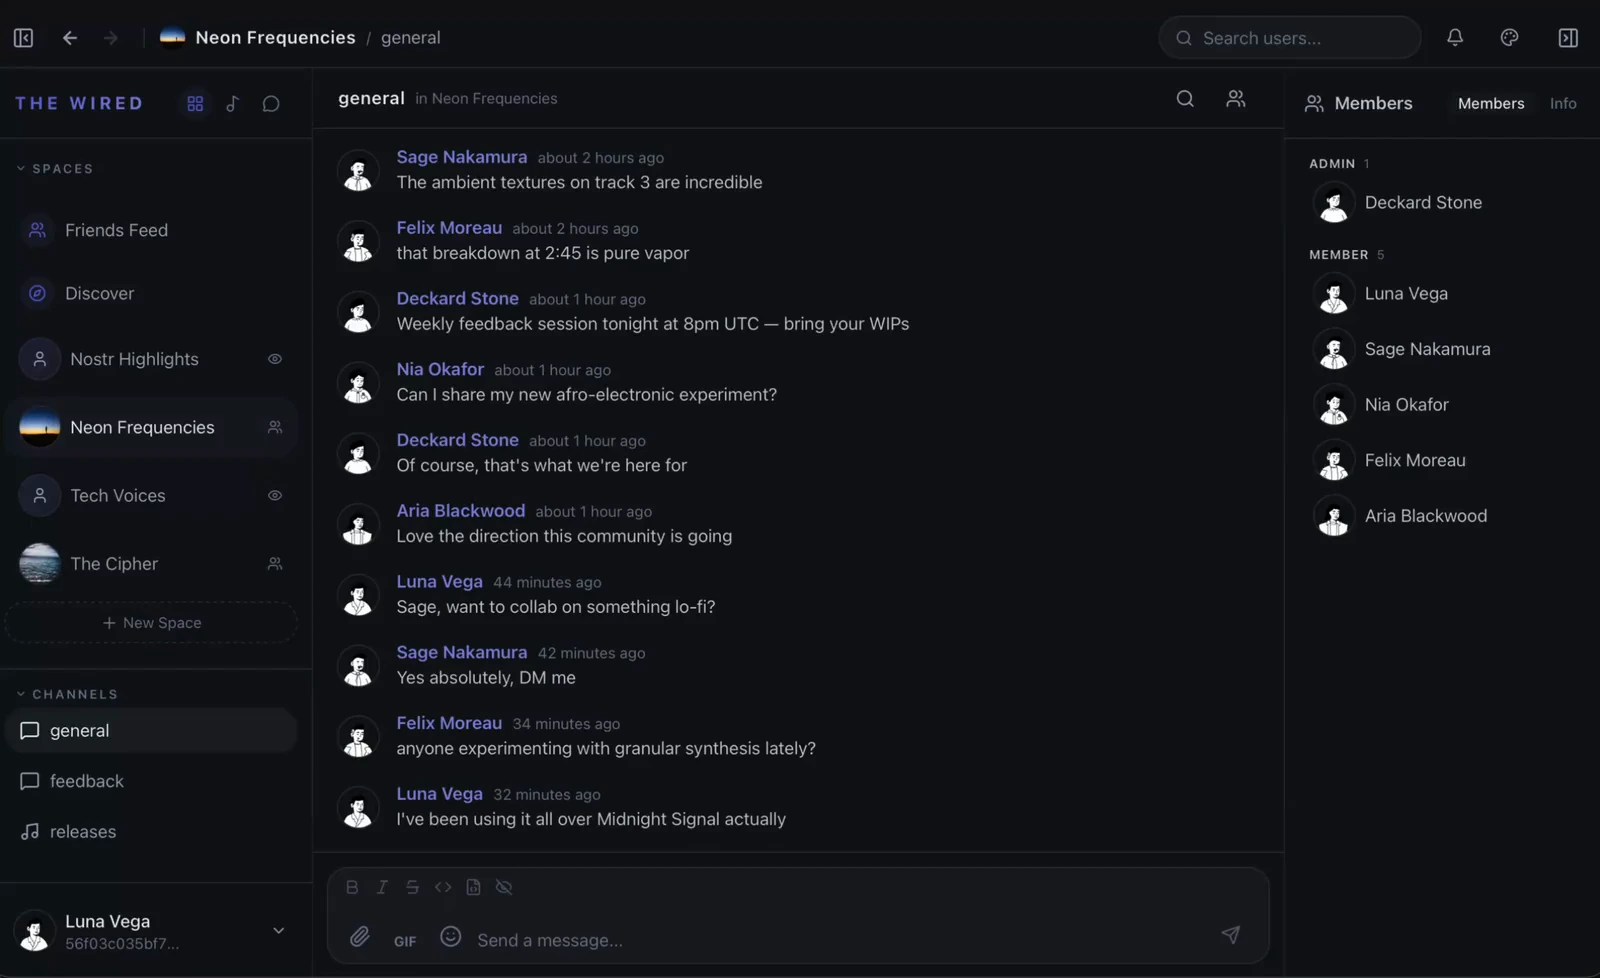 Neon Frequencies / general
Search users...
THE WIRED
SPACES
Friends Feed
Discover
Nostr Highlights
Neon Frequencies
Tech Voices
The Cipher
+ New Space
CHANNELS
general
feedback
releases
Luna Vega
56f03c035bf7...
general in Neon Frequencies
Sage Nakamura about 2 hours ago
The ambient textures on track 3 are incredible
Felix Moreau about 2 hours ago
that breakdown at 2:45 is pure vapor
Deckard Stone about 1 hour ago
Weekly feedback session tonight at 8pm UTC — bring your WIPs
Nia Okafor about 1 hour ago
Can I share my new afro-electronic experiment?
Deckard Stone about 1 hour ago
Of course, that's what we're here for
Aria Blackwood about 1 hour ago
Love the direction this community is going
Luna Vega 44 minutes ago
Sage, want to collab on something lo-fi?
Sage Nakamura 42 minutes ago
Yes absolutely, DM me
Felix Moreau 34 minutes ago
anyone experimenting with granular synthesis lately?
Luna Vega 32 minutes ago
I've been using it all over Midnight Signal actually
B I S
GIF Send a message...
Members Members Info
ADMIN 1
Deckard Stone
MEMBER 5
Luna Vega
Sage Nakamura
Nia Okafor
Felix Moreau
Aria Blackwood